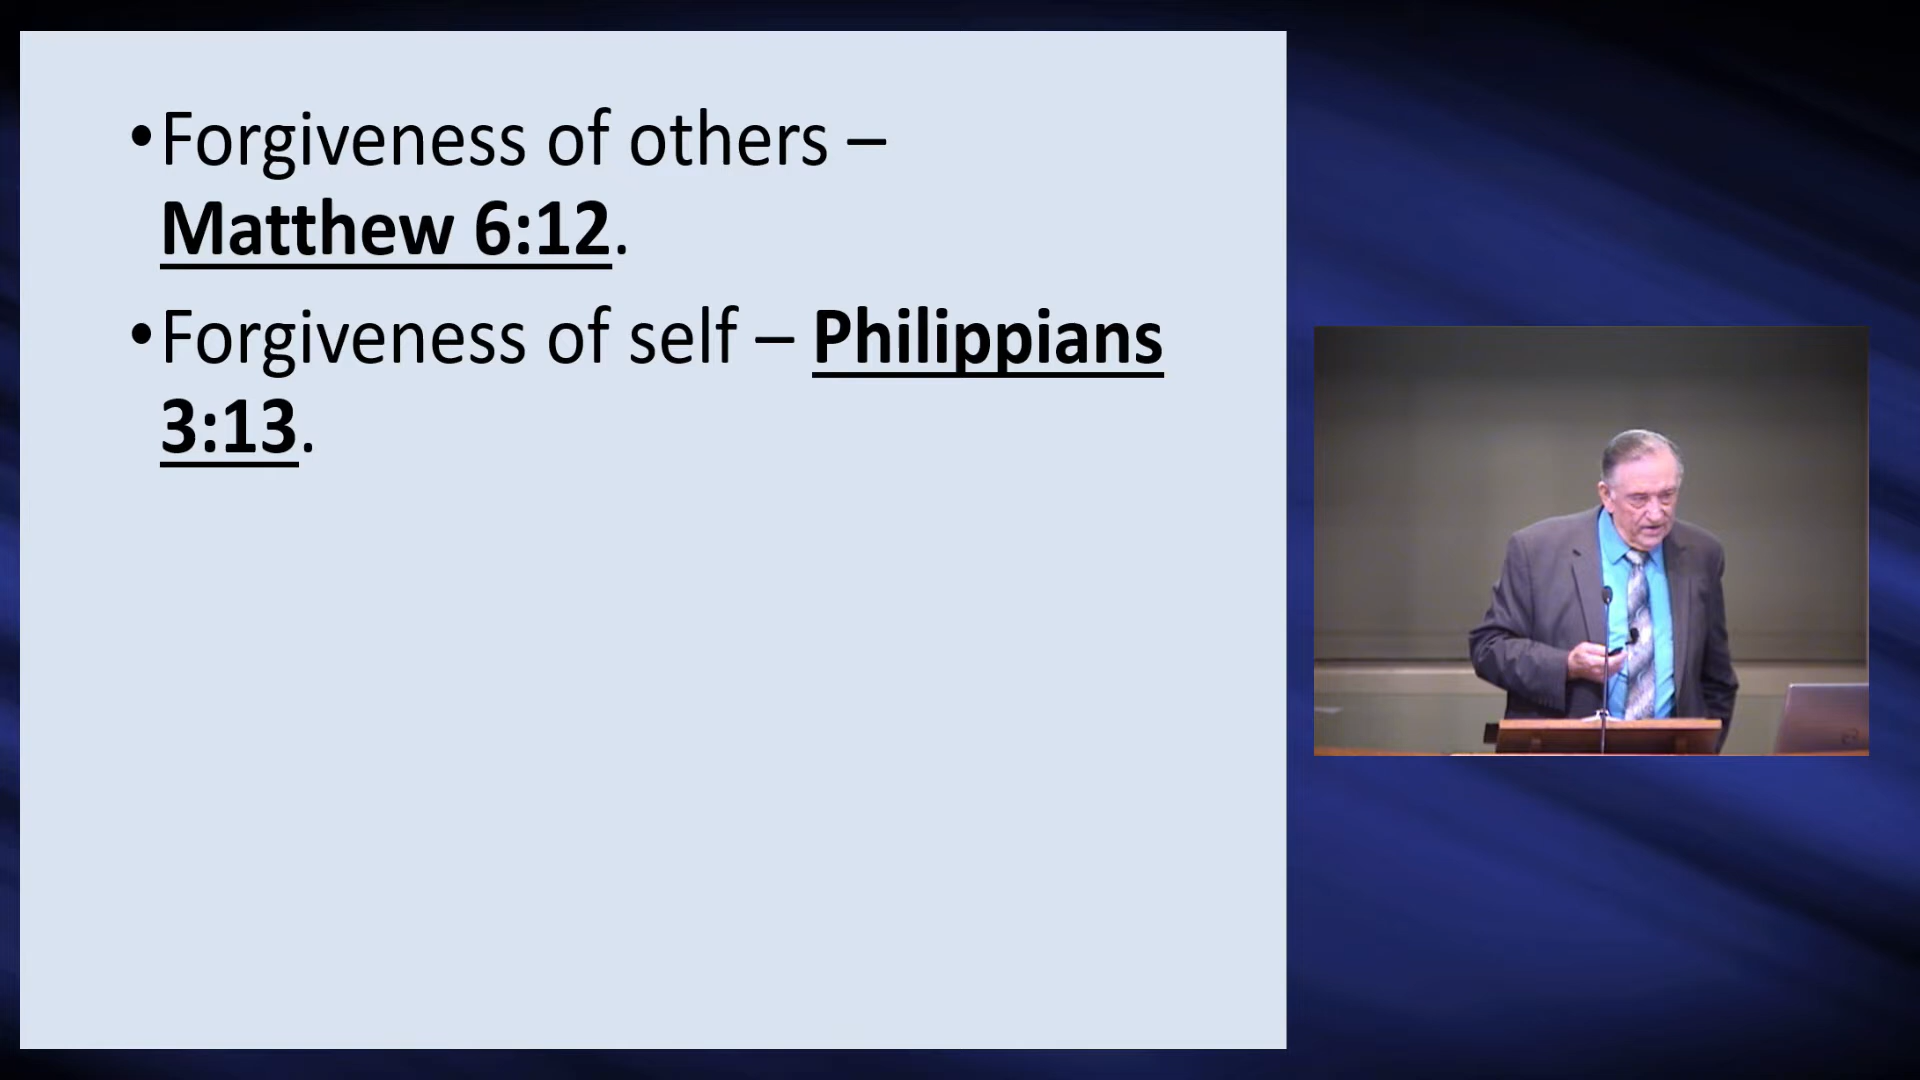 •Forgiveness of others –
Matthew 6:12.
•Forgiveness of self – Philippians
3:13.